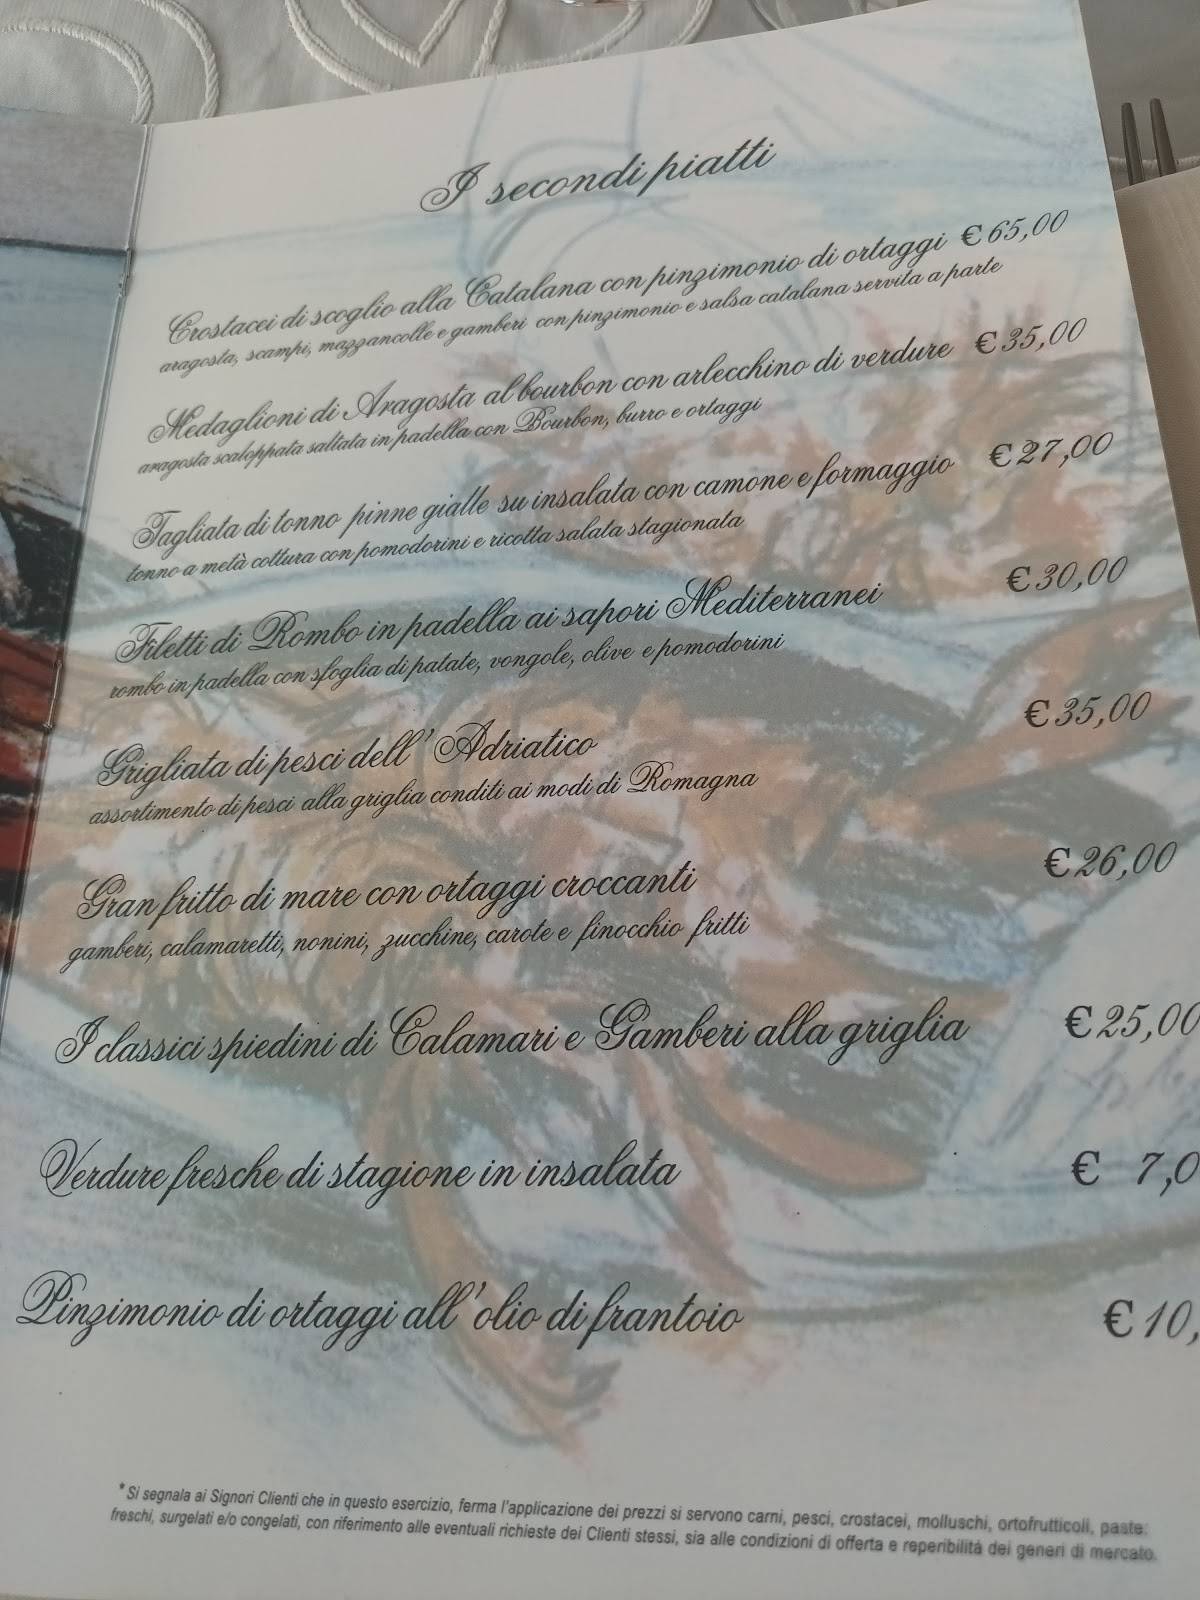 I secondi piatti
Crostacei di scoglio alla Catalana con pinzimonio di ortaggi € 65,00
aragosta, scampi, mazzancolle e gamberi con pinzimonio e salsa catalana servita a parte
Medaglioni di Aragosta al bourbon con arlecchino di verdure € 35,00
aragosta scaloppata saltata in padella con Bourbon, burro e ortaggi
Tagliata di tonno pinne gialle su insalata con camone e formaggio € 27,00
tonno a metà cottura con pomodorini e ricotta salata stagionata
Filetti di Rombo in padella ai sapori Mediterranei € 30,00
rombo in padella con sfoglia di patate, vongole, olive e pomodorini
Grigliata di pesci dell'Adriatico € 35,00
assortimento di pesci alla griglia conditi ai modi di Romagna
Gran fritto di mare con ortaggi croccanti € 26,00
gamberi, calamaretti, nonini, zucchine, carote e finocchio fritti
I classici spiedini di Calamari e Gamberi alla griglia € 25,00
Verdure fresche di stagione in insalata € 7,0
Pinzimonio di ortaggi all'olio di frantoio € 10,
*Si segnala ai Signori Clienti che in questo esercizio, ferma l'applicazione dei prezzi si servono carni, pesci, crostacei, molluschi, ortofrutticoli, paste:
freschi, surgelati e/o congelati, con riferimento alle eventuali richieste dei Clienti stessi, sia alle condizioni di offerta e reperibilità dei generi di mercato.